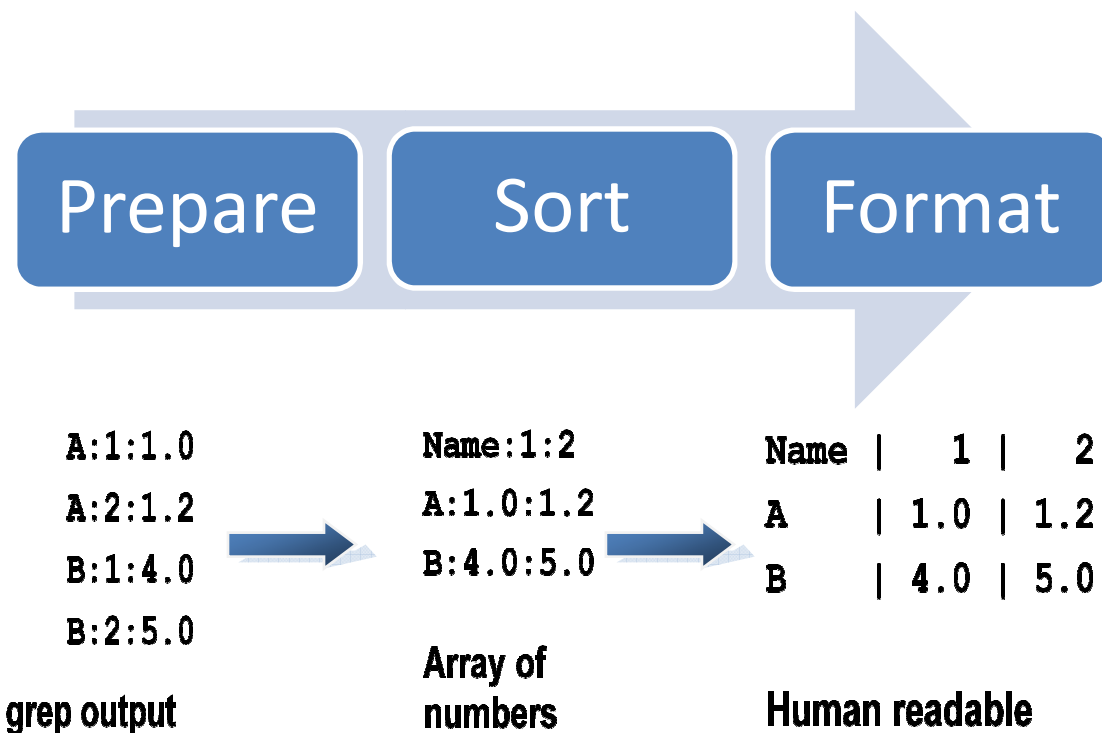 Prepare
Sort
Format
A:1:1.0
A:2:1.2
B:1:4.0
B:2:5.0
grep output
Name:1:2
A:1.0:1.2
B:4.0:5.0
Array of
numbers
Name | 1 | 2
A | 1.0 | 1.2
B | 4.0 | 5.0
Human readable